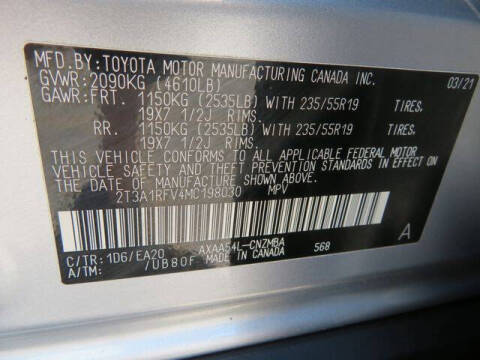 MFD.BY: TOYOTA MOTOR MANUFACTURING CANADA INC.
GVWR: 2090KG (4610LB) 03/21
GAWR: FRT. 1150KG (2535LB) WITH 235/55R19 TIRES.
19X7 1/2J RIMS.
RR. 1150KG (2535LB) WITH 235/55R19 TIRES.
19X7 1/2J RIMS.
THIS VEHICLE CONFORMS TO ALL APPLICABLE FEDERAL MOTOR
VEHICLE SAFETY STANDARDS IN EFFECT
ON THE DATE OF MANUFACTURE SHOWN ABOVE.
2T3A1RFV4MC198030 MPV
C/TR: 1D6/EA20 AXAA54L-CNZMBA 568 A
A/TM: /UB80F MADE IN CANADA